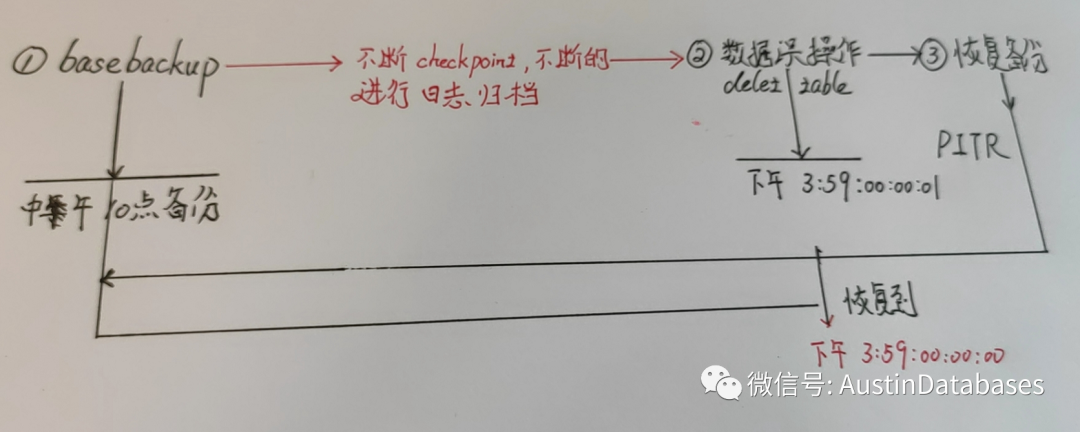 ① basebackup
不断 checkpoint, 不断的
进行 日志归档
② 数据误操作
delet table
③ 恢复备份
PITR
下午 3:59:00:00:01
午 10点备份
恢复到
下午 3:59:00:00:00
微信号: AustinDatabases